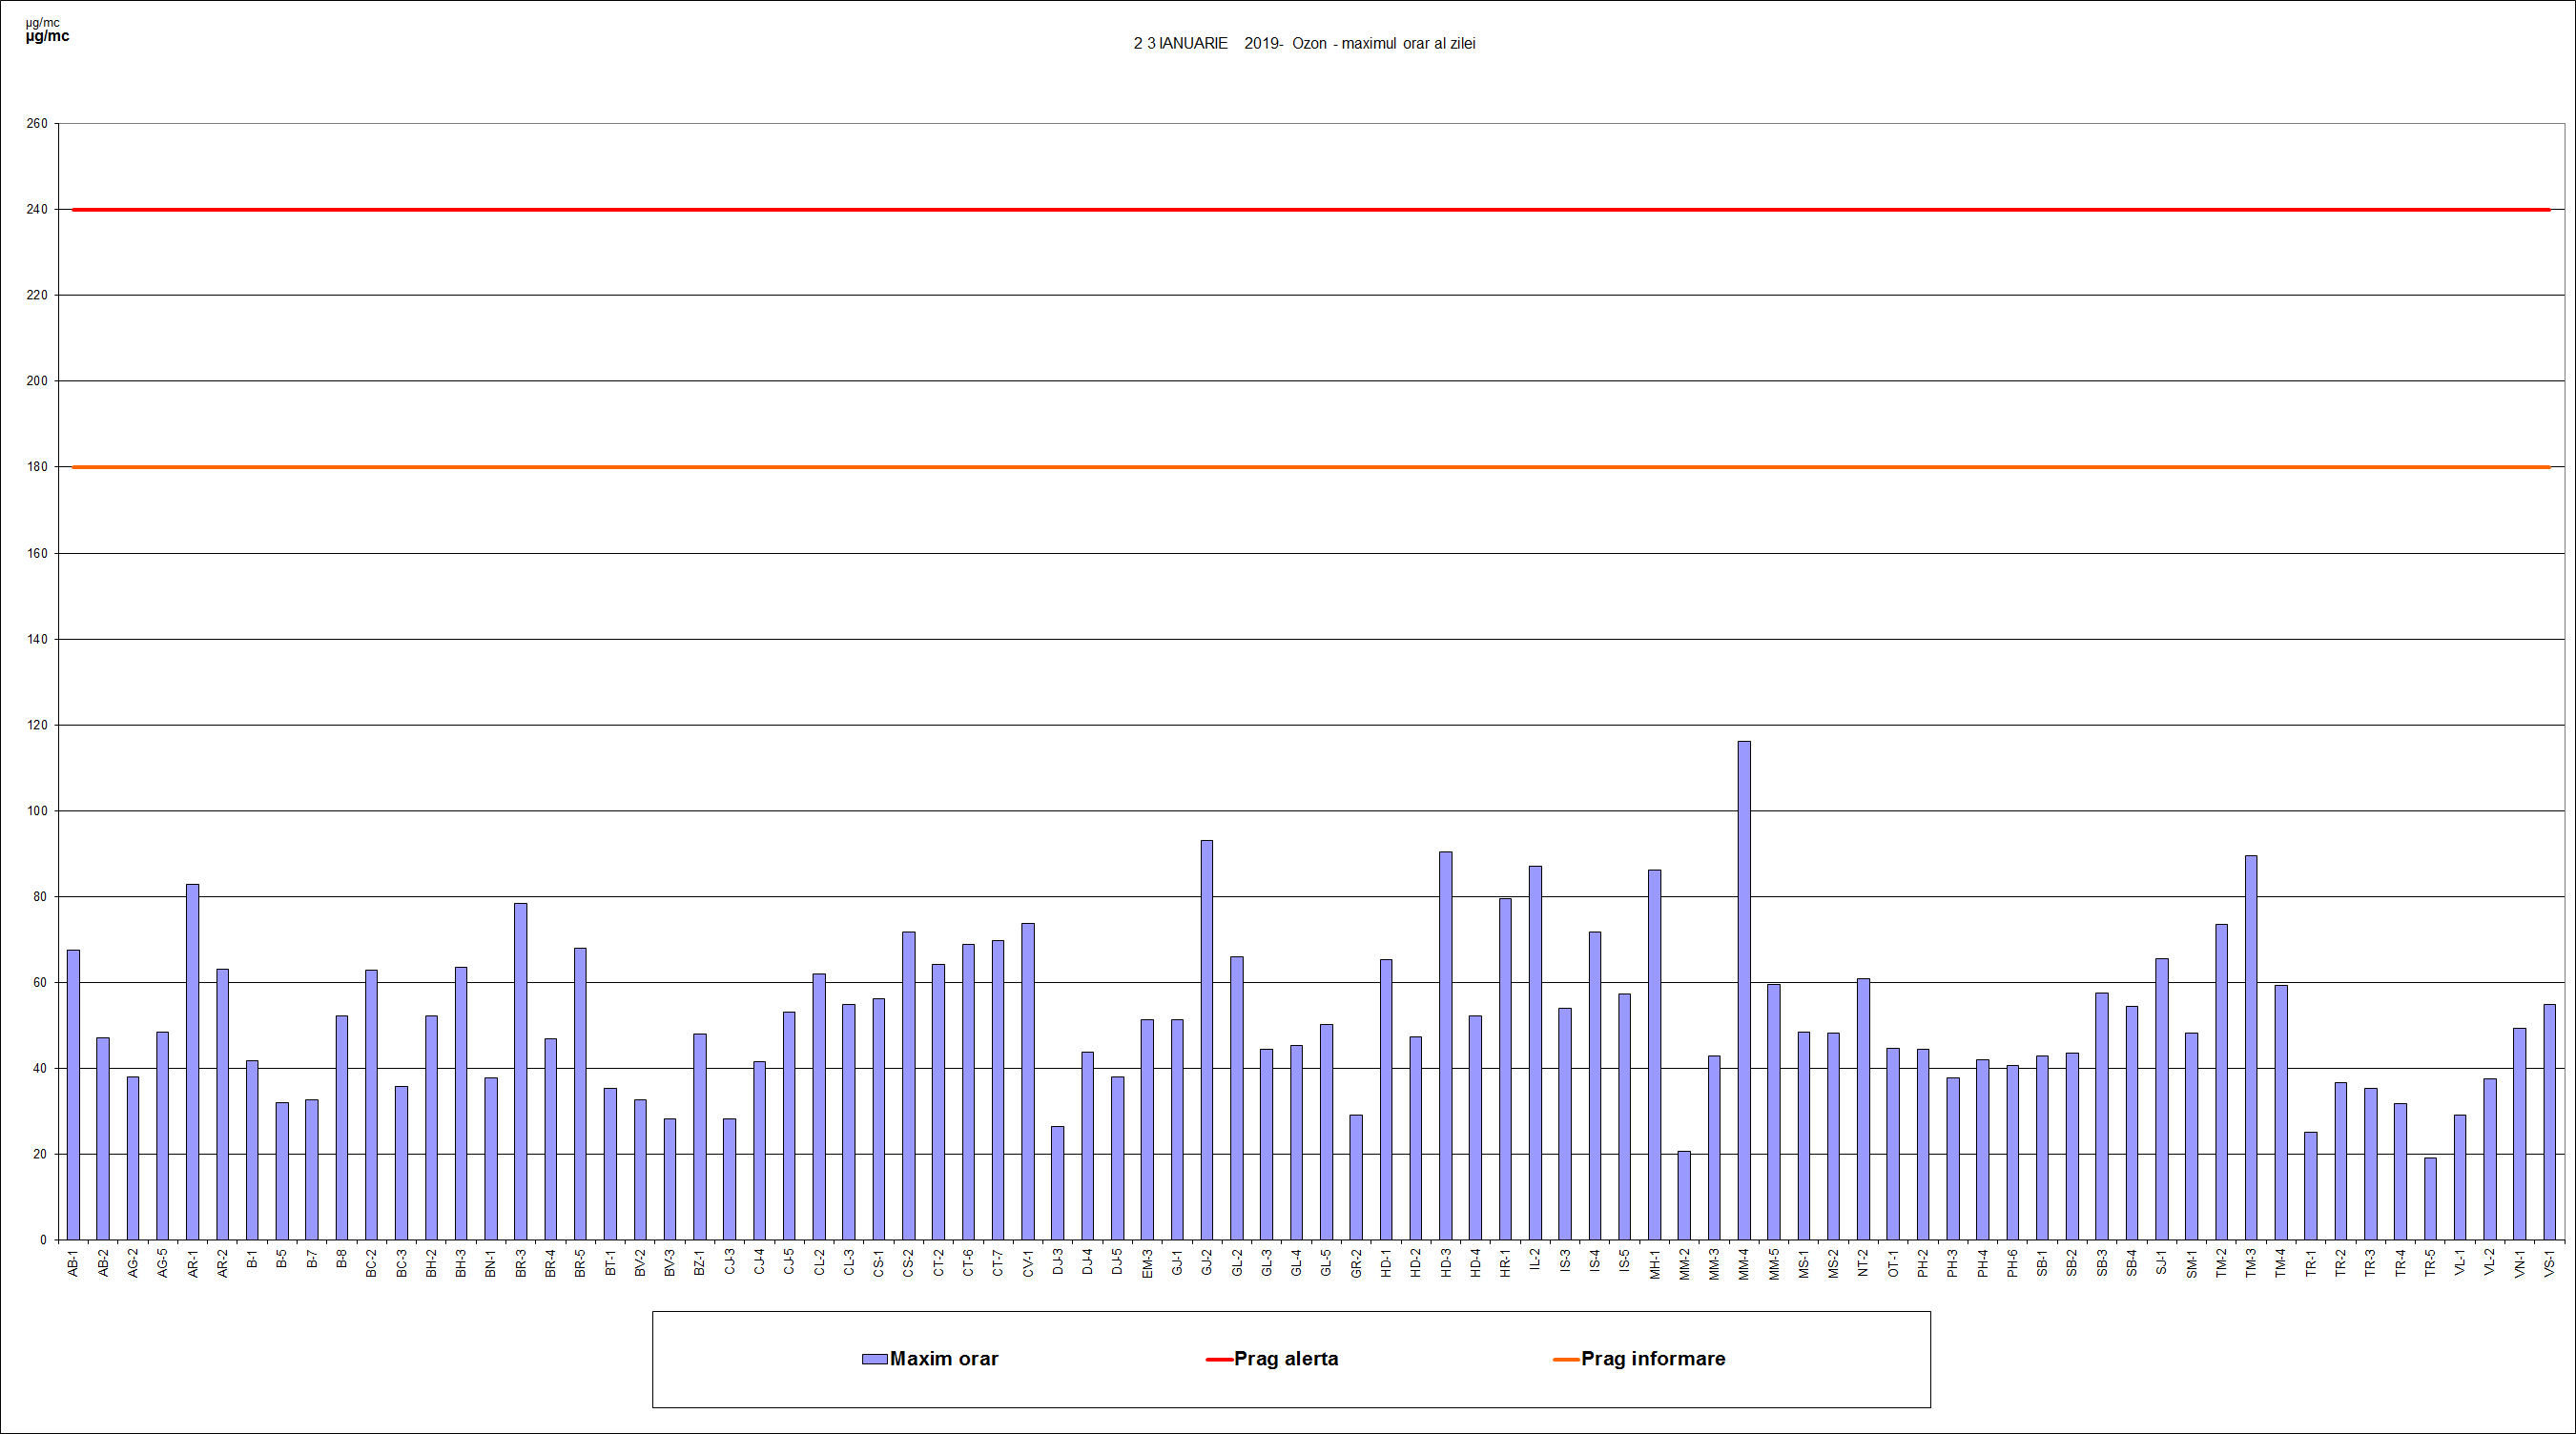 µg/mc
µg/mc
2 3 IANUARIE 2019- Ozon - maximul orar al zilei
260
240
220
200
180
160
140
120
100
80
60
40
20
0
AB-1
AB-2
AG-2
AG-5
AR-1
AR-2
B-1
B-5
B-7
B-8
BC-2
BC-3
BH-2
BH-3
BN-1
BR-3
BR-4
BR-5
BT-1
BV-2
BV-3
BZ-1
CJ-3
CJ-4
CJ-5
CL-2
CL-3
CS-1
CS-2
CT-2
CT-6
CT-7
CV-1
DJ-3
DJ-4
DJ-5
EM-3
GJ-1
GJ-2
GL-2
GL-3
GL-4
GL-5
GR-2
HD-1
HD-2
HD-3
HD-4
HR-1
IL-2
IS-3
IS-4
IS-5
MH-1
MM-2
MM-3
MM-4
MM-5
MS-1
MS-2
NT-2
OT-1
PH-2
PH-3
PH-4
PH-6
SB-1
SB-2
SB-3
SB-4
SJ-1
SM-1
TM-2
TM-3
TM-4
TR-1
TR-2
TR-3
TR-4
TR-5
VL-1
VL-2
VN-1
VS-1
Maxim orar
Prag alerta
Prag informare